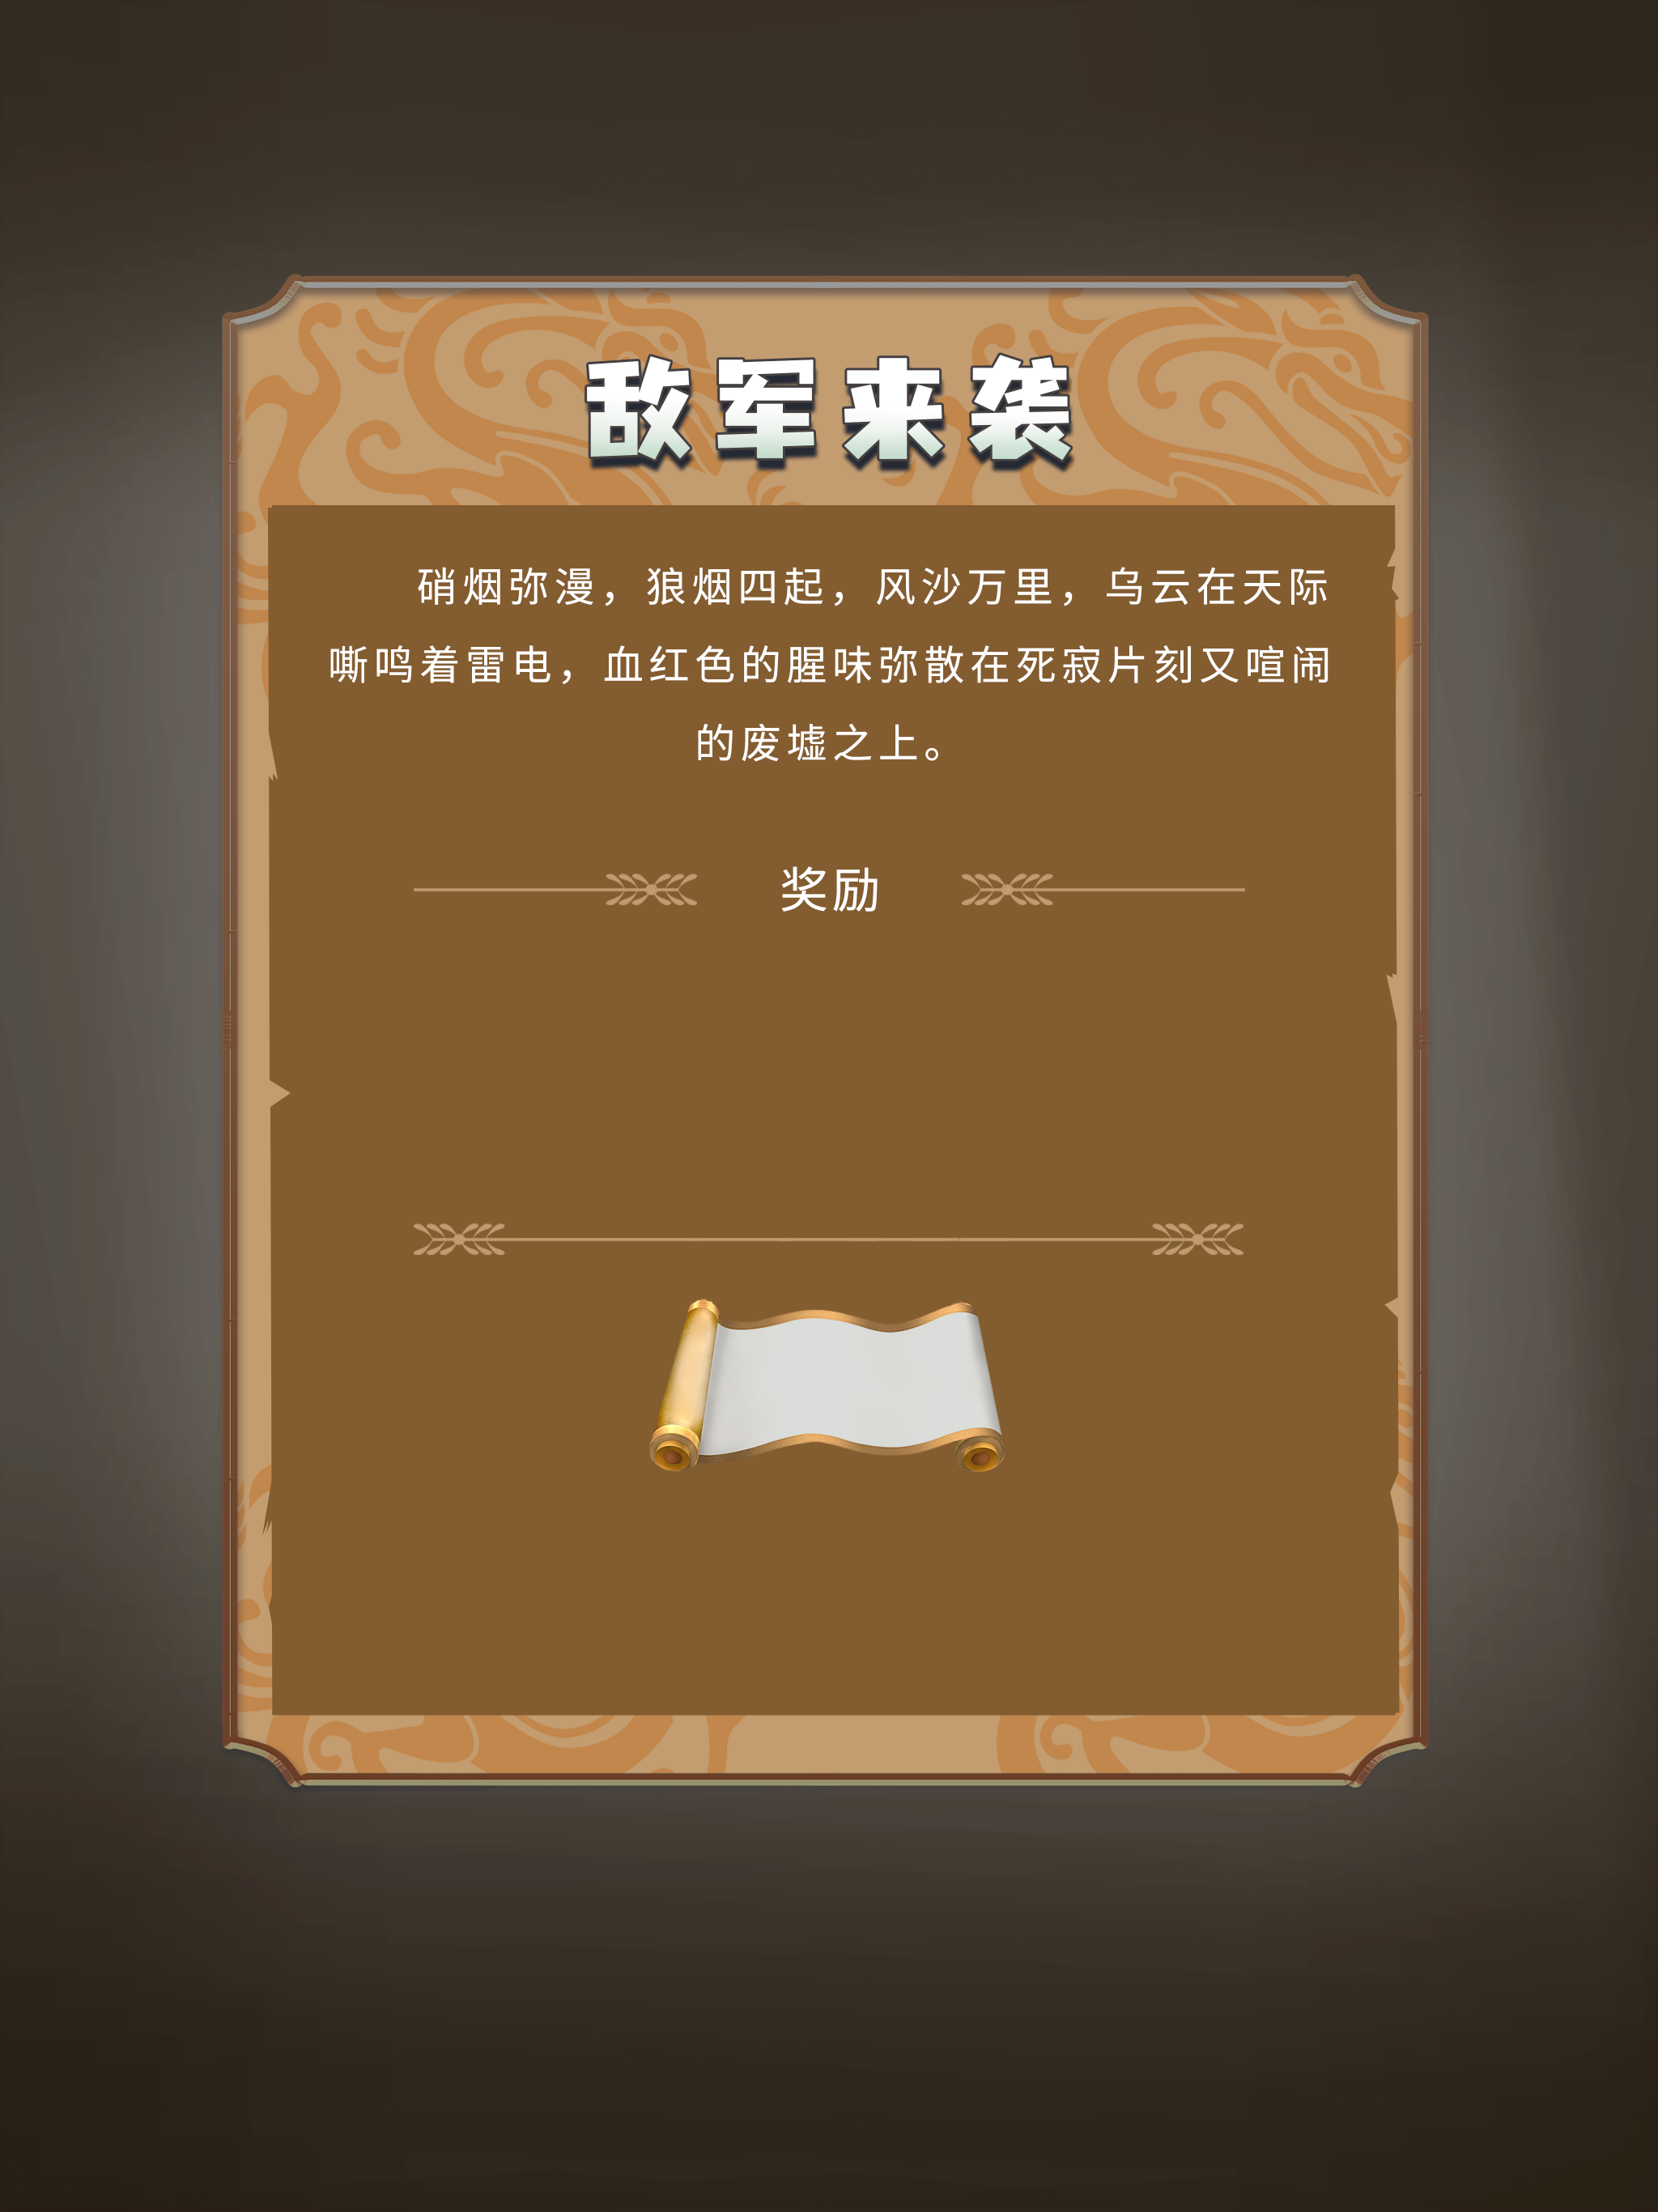 敌军来袭
硝烟弥漫，狼烟四起，风沙万里，乌云在天际
嘶鸣着雷电，血红色的腥味弥散在死寂片刻又喧闹
的废墟之上。
奖励